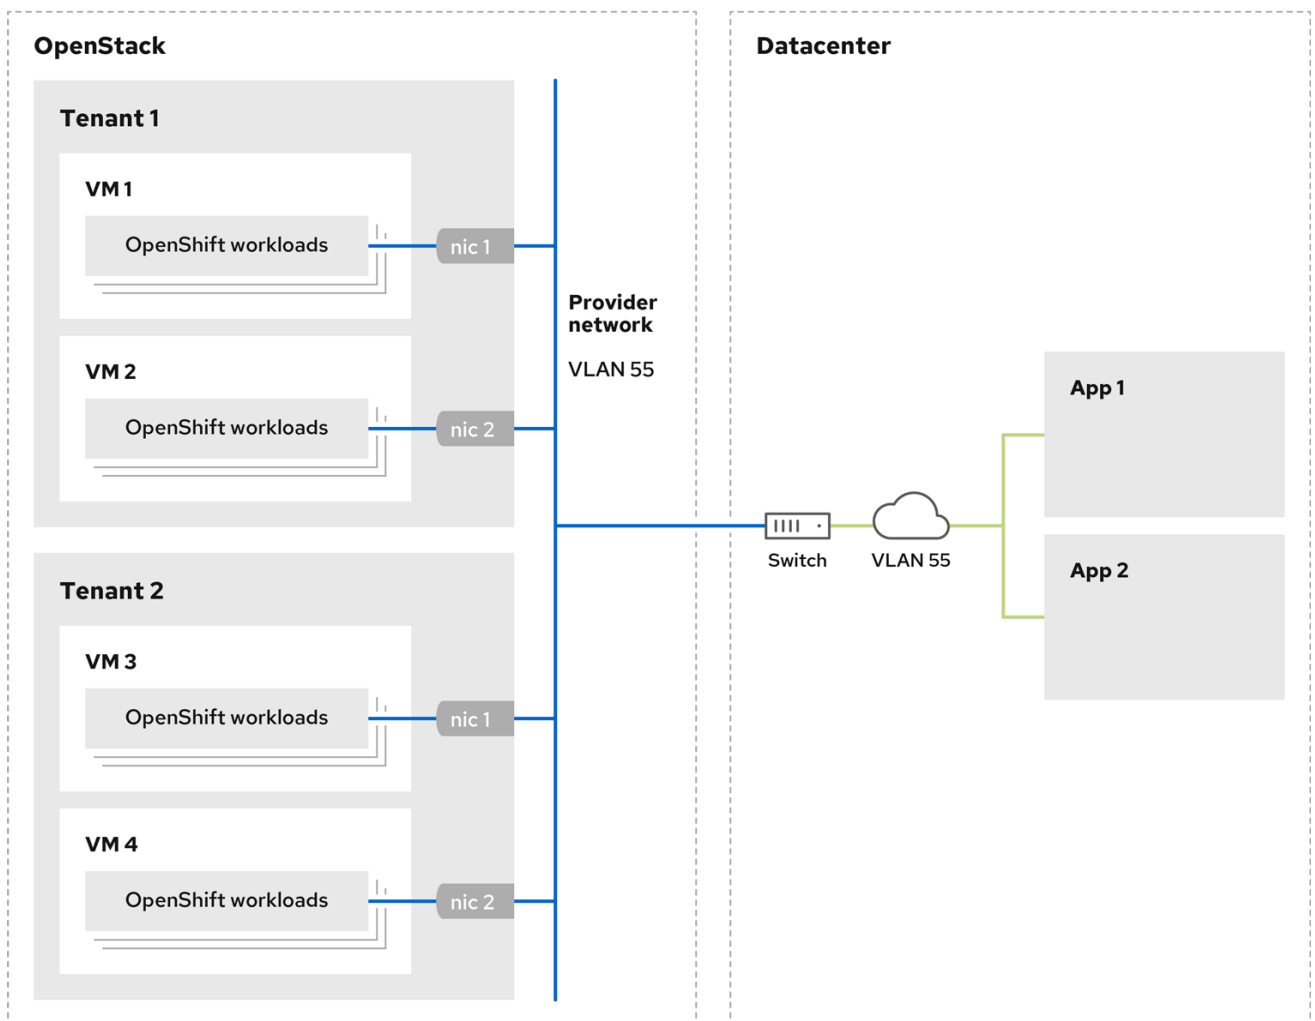 OpenStack
Tenant 1
VM 1
OpenShift workloads
nic 1
VM 2
OpenShift workloads
nic 2
Tenant 2
VM 3
OpenShift workloads
nic 1
VM 4
OpenShift workloads
nic 2
Provider
network
VLAN 55
Datacenter
Switch
VLAN 55
App 1
App 2